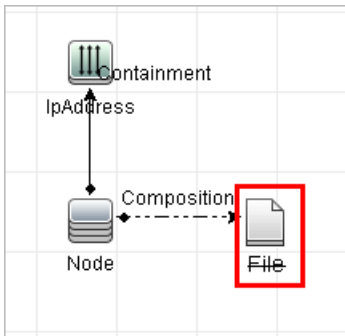 Containment
IpAddress
Composition
Node
File